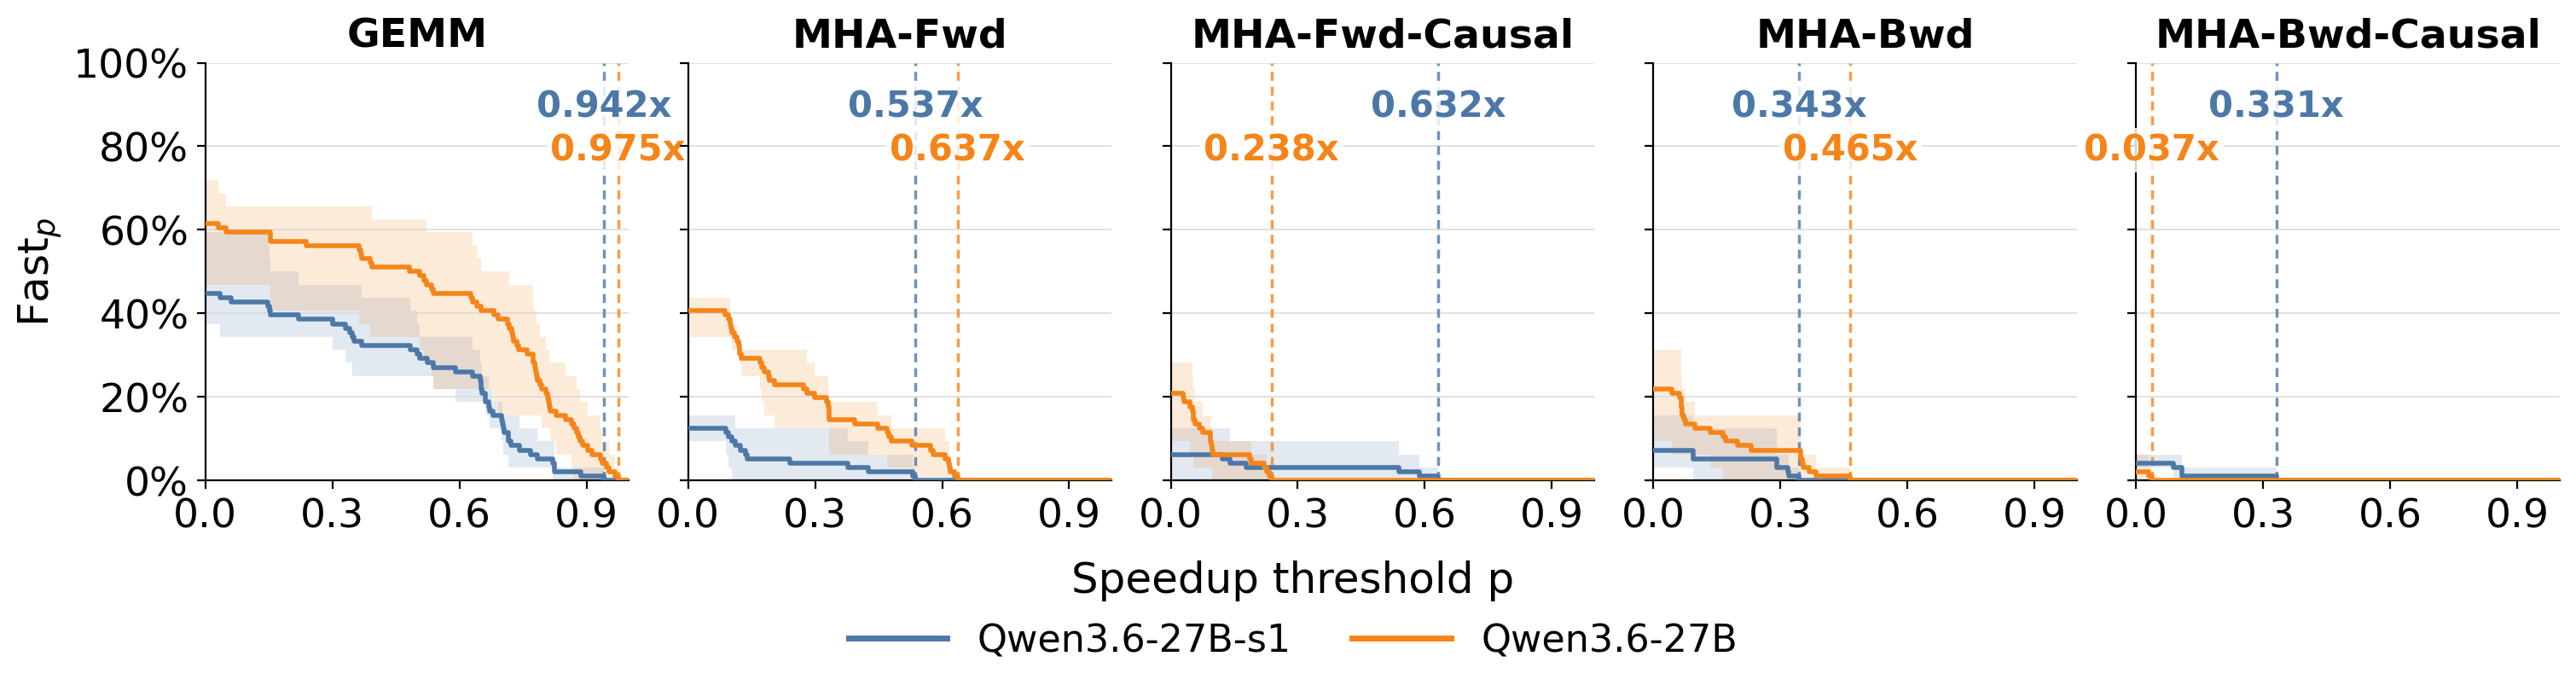 GEMM
MHA-Fwd
MHA-Fwd-Causal
MHA-Bwd
MHA-Bwd-Causal
Fast_p
100%
80%
60%
40%
20%
0%
0.942x
0.975x
0.537x
0.637x
0.632x
0.238x
0.343x
0.465x
0.331x
0.037x
0.0 0.3 0.6 0.9
0.0 0.3 0.6 0.9
0.0 0.3 0.6 0.9
0.0 0.3 0.6 0.9
0.0 0.3 0.6 0.9
Speedup threshold p
Qwen3.6-27B-s1
Qwen3.6-27B